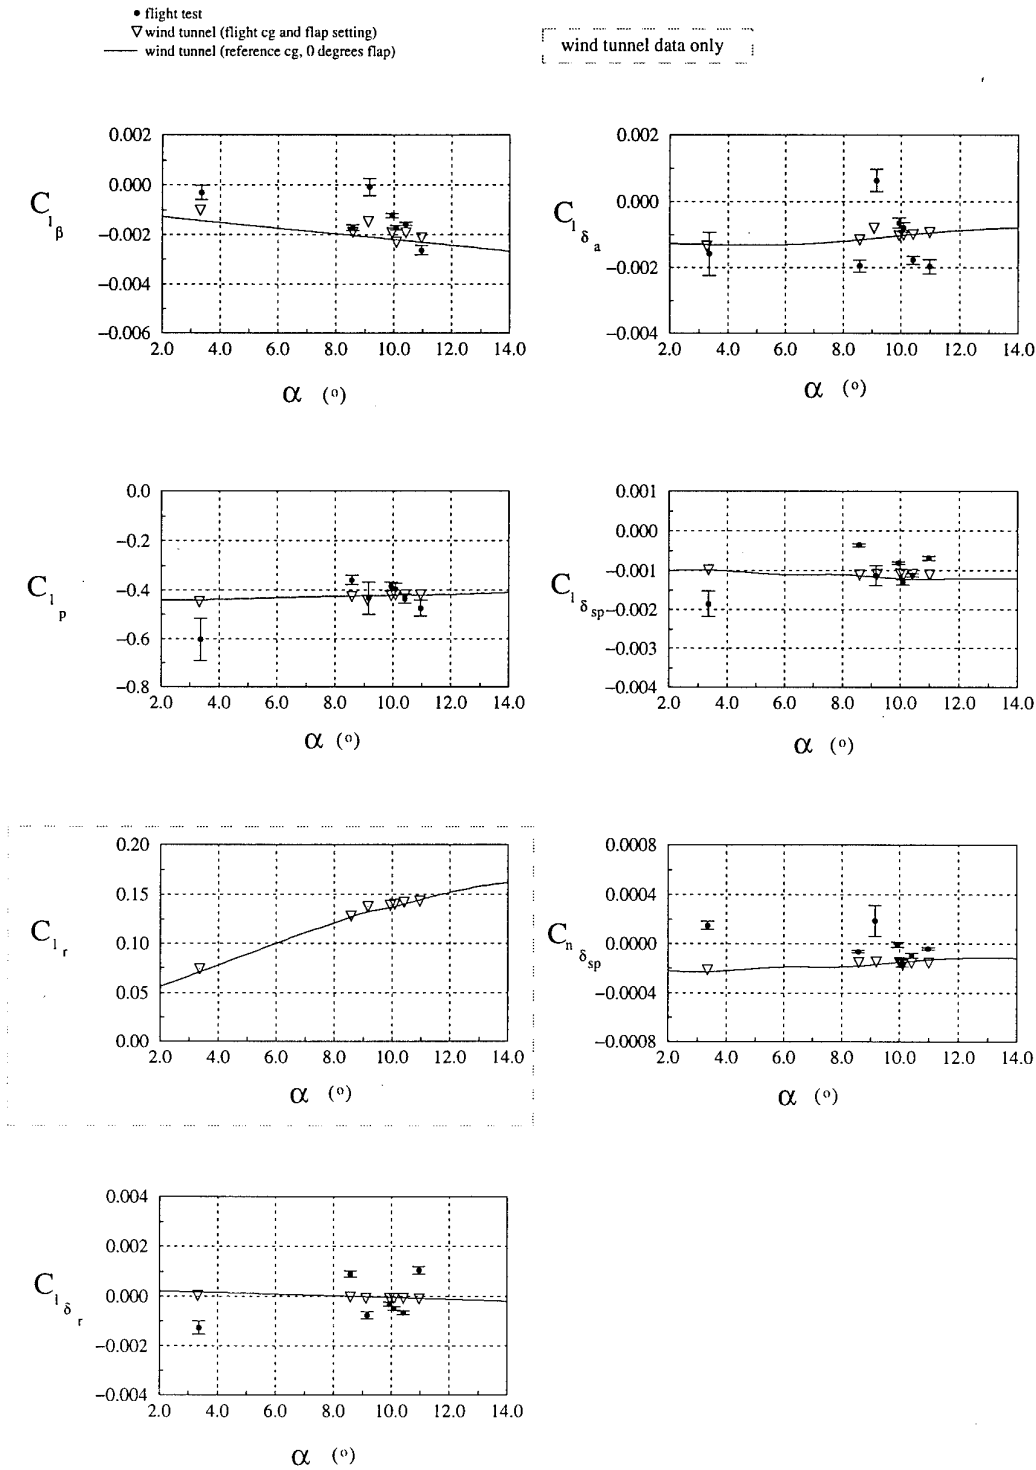 flight test
wind tunnel (flight cg and flap setting)
wind tunnel (reference cg, 0 degrees flap)
wind tunnel data only
0.002
0.000
−0.002
−0.004
−0.006
C l β
2.0 4.0 6.0 8.0 10.0 12.0 14.0
α (o)
0.002
0.000
−0.002
−0.004
C l δ a
2.0 4.0 6.0 8.0 10.0 12.0 14.0
α (o)
0.0
−0.2
−0.4
−0.6
−0.8
C l p
2.0 4.0 6.0 8.0 10.0 12.0 14.0
α (o)
0.001
0.000
−0.001
−0.002
−0.003
−0.004
C l δ sp
2.0 4.0 6.0 8.0 10.0 12.0 14.0
α (o)
0.20
0.15
0.10
0.05
0.00
C l r
2.0 4.0 6.0 8.0 10.0 12.0 14.0
α (o)
0.0008
0.0004
0.0000
−0.0004
−0.0008
C n δ sp
2.0 4.0 6.0 8.0 10.0 12.0 14.0
α (o)
0.004
0.002
0.000
−0.002
−0.004
C l δ r
2.0 4.0 6.0 8.0 10.0 12.0 14.0
α (o)